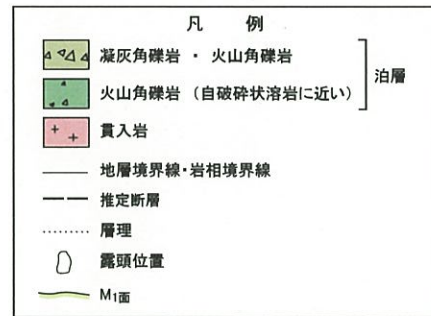 凡 例
凝灰角礫岩 ・ 火山角礫岩
火山角礫岩 (自破砕状溶岩に近い)
泊層
貫入岩
地層境界線・岩相境界線
推定断層
層理
露頭位置
M1面